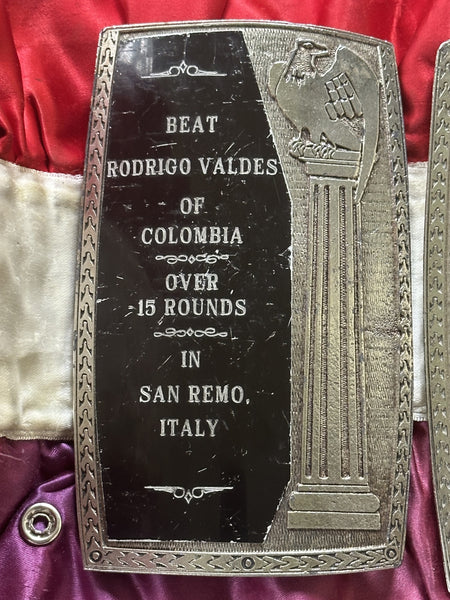 BEAT
RODRIGO VALDES
OF
COLOMBIA
OVER
15 ROUNDS
IN
SAN REMO,
ITALY